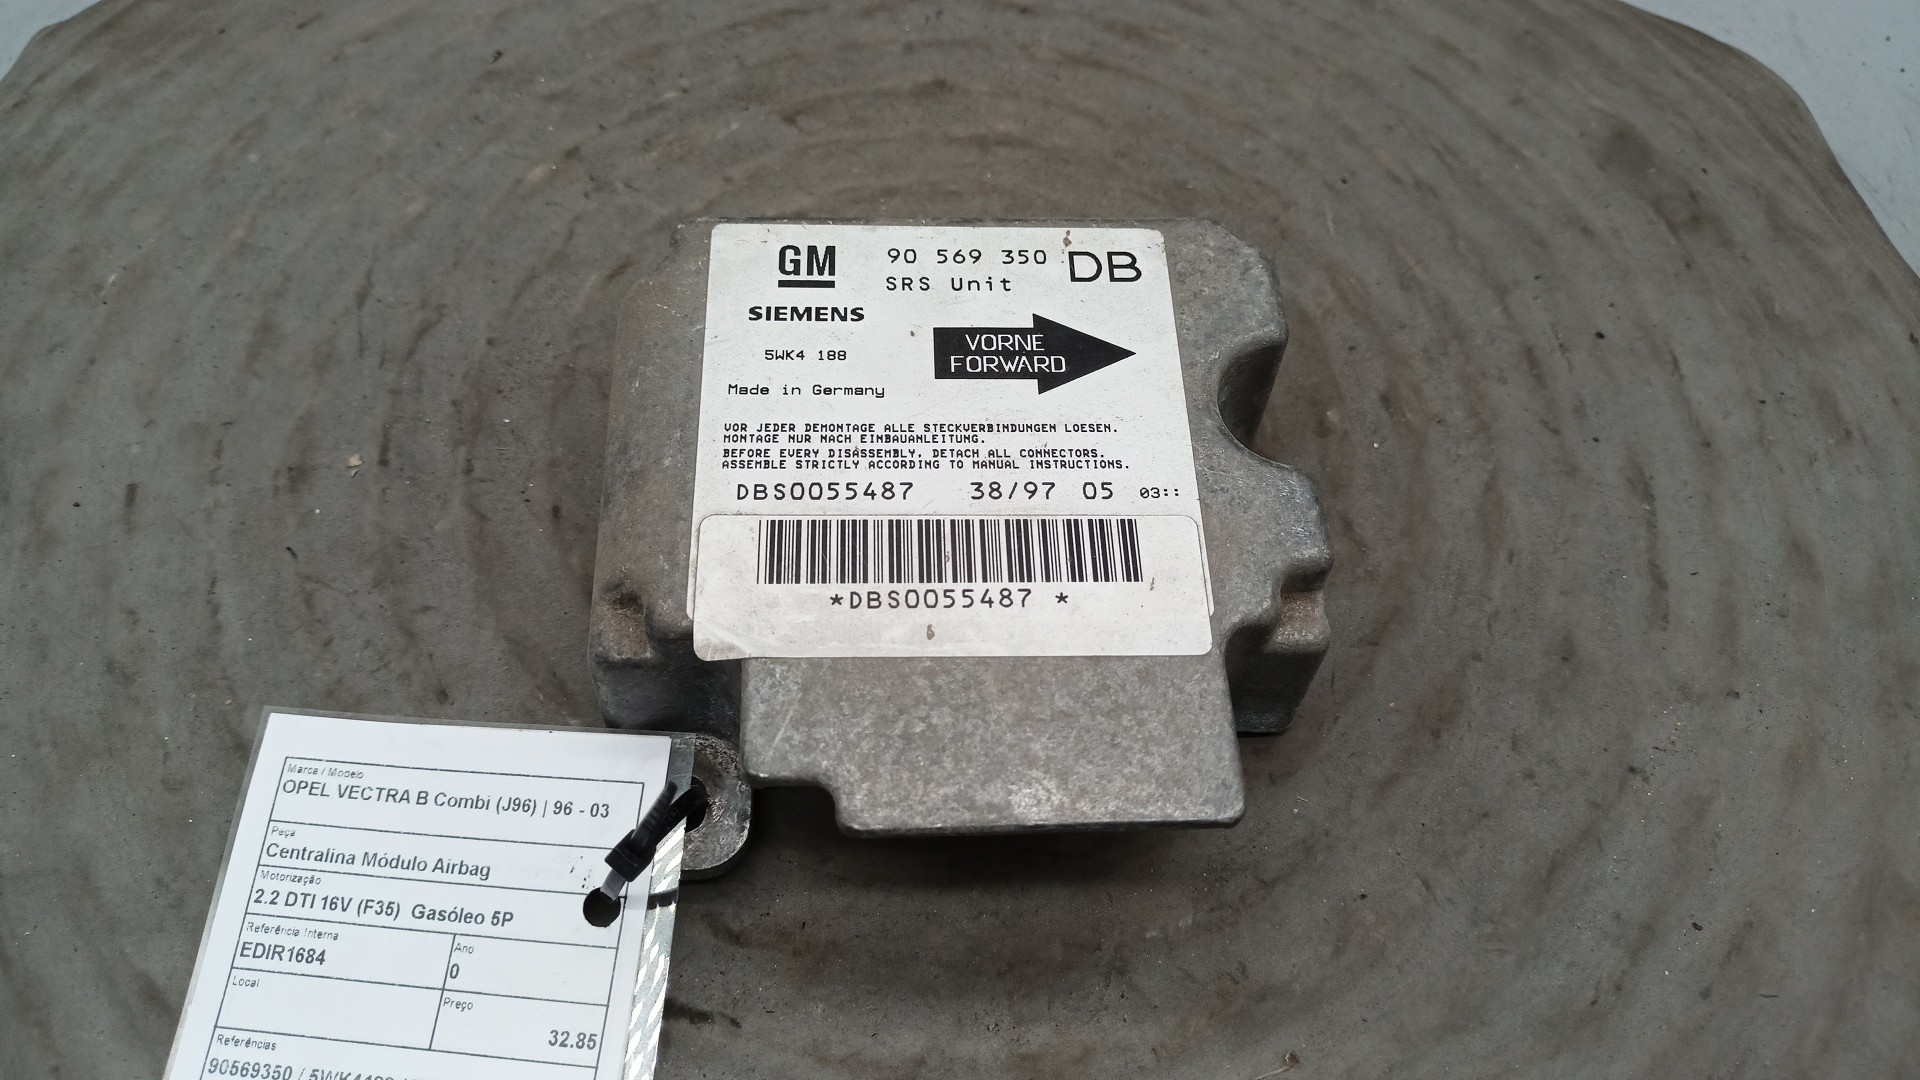 GM
90 569 350 DB
SRS Unit
SIEMENS
5WK4 188
VORNE
FORWARD
Made in Germany
VOR JEDER DEMONTAGE ALLE STECKVERBINDUNGEN LOESEN.
MONTAGE NUR NACH EINBAUANLEITUNG.
BEFORE EVERY DISASSEMBLY, DETACH ALL CONNECTORS.
ASSEMBLE STRICTLY ACCORDING TO MANUAL INSTRUCTIONS.
DBS0055487 38/97 05 03::
*DBS0055487 *
Marca / Modelo
OPEL VECTRA B Combi (J96) | 96 - 03
Peça
Centralina Módulo Airbag
Motorização
2.2 DTI 16V (F35) Gasóleo 5P
Referência Interna
EDIR1684
Ano
0
Local
Preço
32.85
Referências
90569350 /